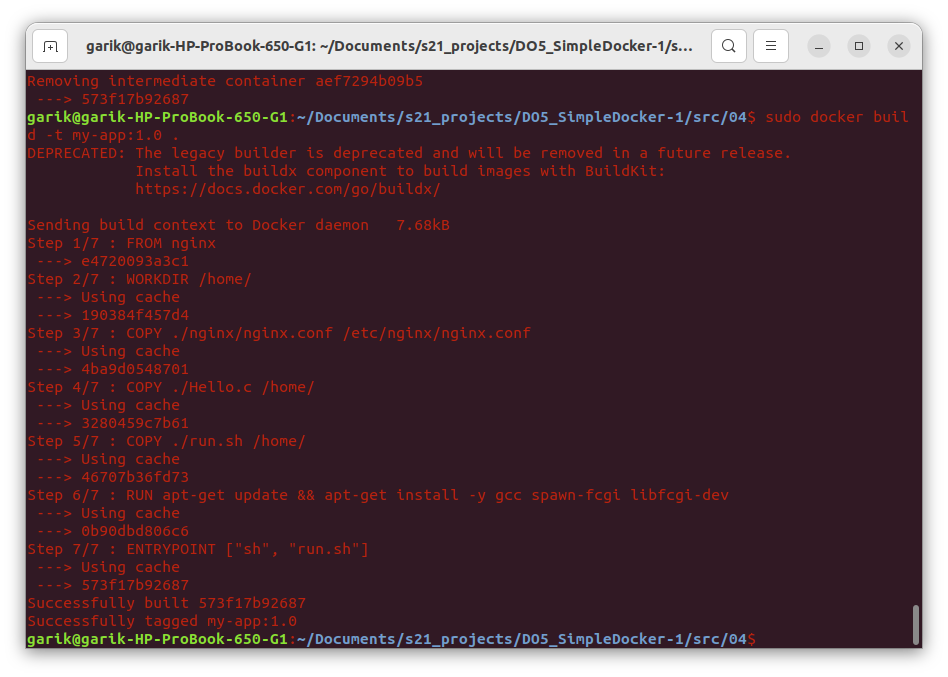 garik@garik-HP-ProBook-650-G1: ~/Documents/s21_projects/DO5_SimpleDocker-1/s...
Removing intermediate container aef7294b09b5
 ---> 573f17b92687
garik@garik-HP-ProBook-650-G1:~/Documents/s21_projects/DO5_SimpleDocker-1/src/04$ sudo docker buil
d -t my-app:1.0 .
DEPRECATED: The legacy builder is deprecated and will be removed in a future release.
            Install the buildx component to build images with BuildKit:
            https://docs.docker.com/go/buildx/

Sending build context to Docker daemon   7.68kB
Step 1/7 : FROM nginx
 ---> e4720093a3c1
Step 2/7 : WORKDIR /home/
 ---> Using cache
 ---> 190384f457d4
Step 3/7 : COPY ./nginx/nginx.conf /etc/nginx/nginx.conf
 ---> Using cache
 ---> 4ba9d0548701
Step 4/7 : COPY ./Hello.c /home/
 ---> Using cache
 ---> 3280459c7b61
Step 5/7 : COPY ./run.sh /home/
 ---> Using cache
 ---> 46707b36fd73
Step 6/7 : RUN apt-get update && apt-get install -y gcc spawn-fcgi libfcgi-dev
 ---> Using cache
 ---> 0b90dbd806c6
Step 7/7 : ENTRYPOINT ["sh", "run.sh"]
 ---> Using cache
 ---> 573f17b92687
Successfully built 573f17b92687
Successfully tagged my-app:1.0
garik@garik-HP-ProBook-650-G1:~/Documents/s21_projects/DO5_SimpleDocker-1/src/04$